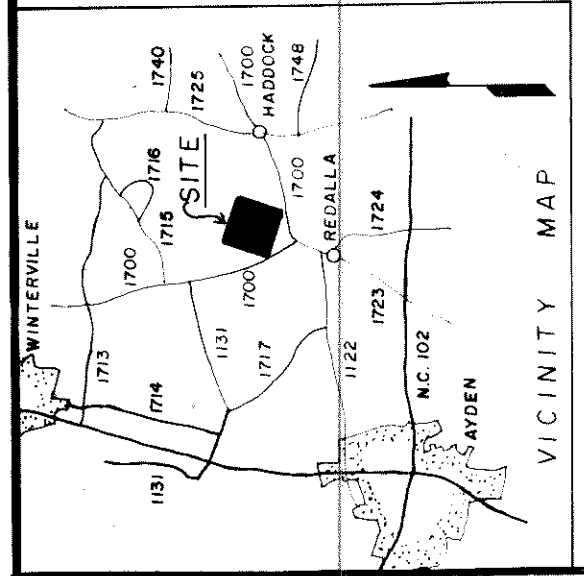 WINTERVILLE
1740
1725
1700
HADDOCK
1748
1713
1716
1715
SITE
1700
1714
1131
1131
1700
1700
1717
REDALLA
1724
1723
1122
N.C. 102
AYDEN
VICINITY MAP